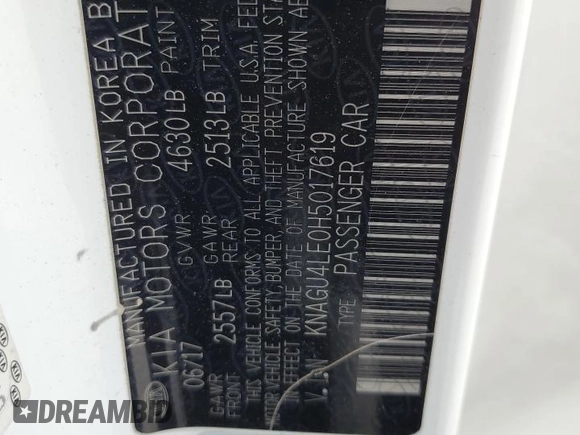 MANUFACTURED IN KOREA B
KIA MOTORS CORPORAT
06/17 GVWR 4630LB PAINT
GAWR FRONT 2557LB GAWR REAR 2513LB TRIM
THIS VEHICLE CONFORMS TO ALL APPLICABLE U.S.A. FED
MOTOR VEHICLE SAFETY, BUMPER AND THEFT PREVENTION STA
EFFECT ON THE DATE OF MANUFACTURE SHOWN AB
V.I.N: KNAGU4LE0H5017619
TYPE: PASSENGER CAR
DREAMBID